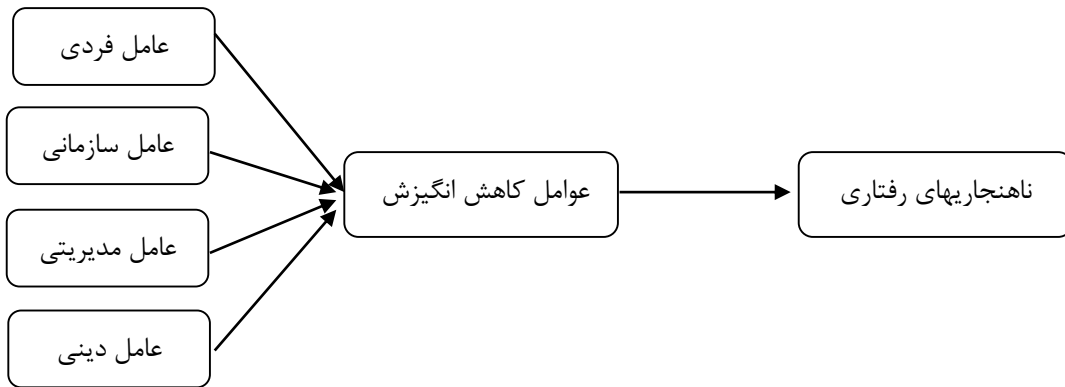 عامل فردی
عامل سازمانی
عامل مدیریتی
عامل دینی
عوامل کاهش انگیزش
ناهنجاریهای رفتاری